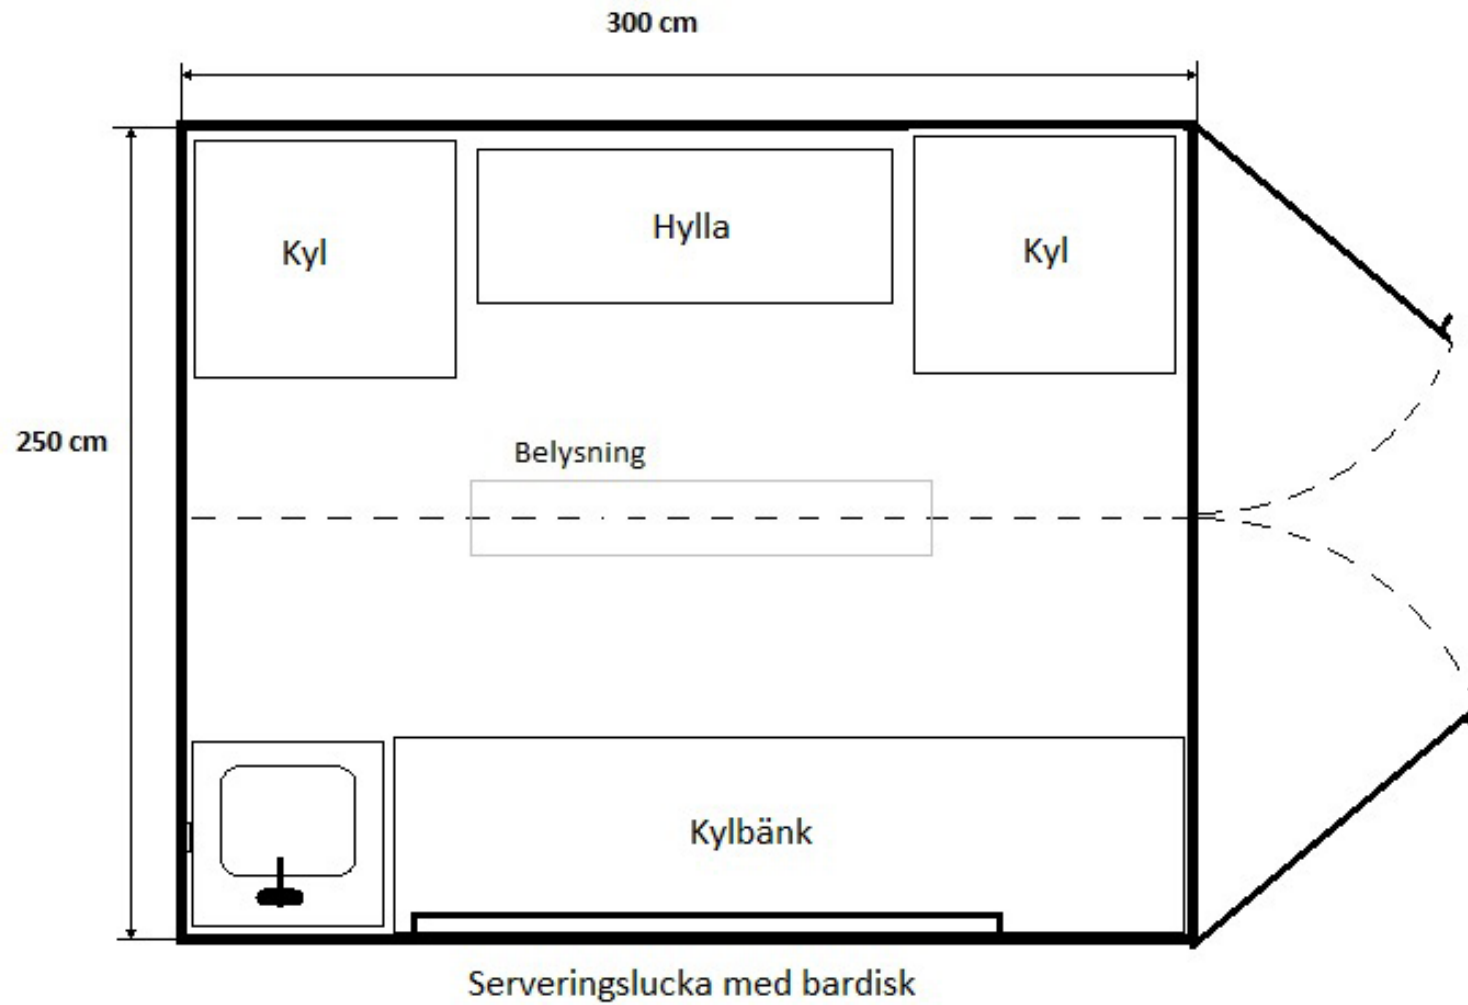 300 cm
Kyl
Hylla
Kyl
250 cm
Belysning
Kylbänk
Serveringslucka med bardisk